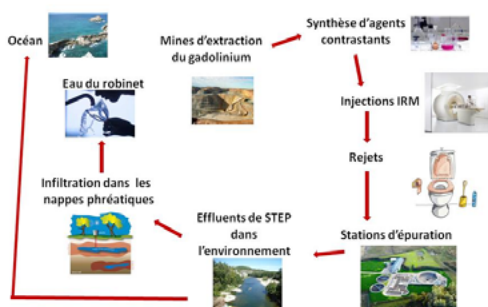 Océan
Mines d'extraction
du gadolinium
Synthèse d'agents
contrastants
Eau du robinet
Injections IRM
Rejets
Infiltration dans les
nappes phréatiques
Effluents de STEP
dans
l'environnement
Stations d'épuration